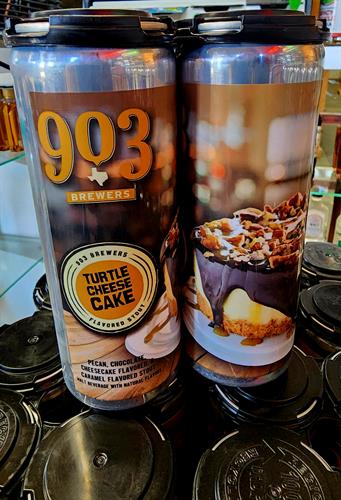 903
BREWERS
903 BREWERS
TURTLE
CHEESE
CAKE
FLAVORED STOUT
PECAN, CHOCOLATE
CHEESECAKE FLAVORED
CARAMEL FLAVORED STOUT
MALT BEVERAGE WITH NATURAL FLAVORS